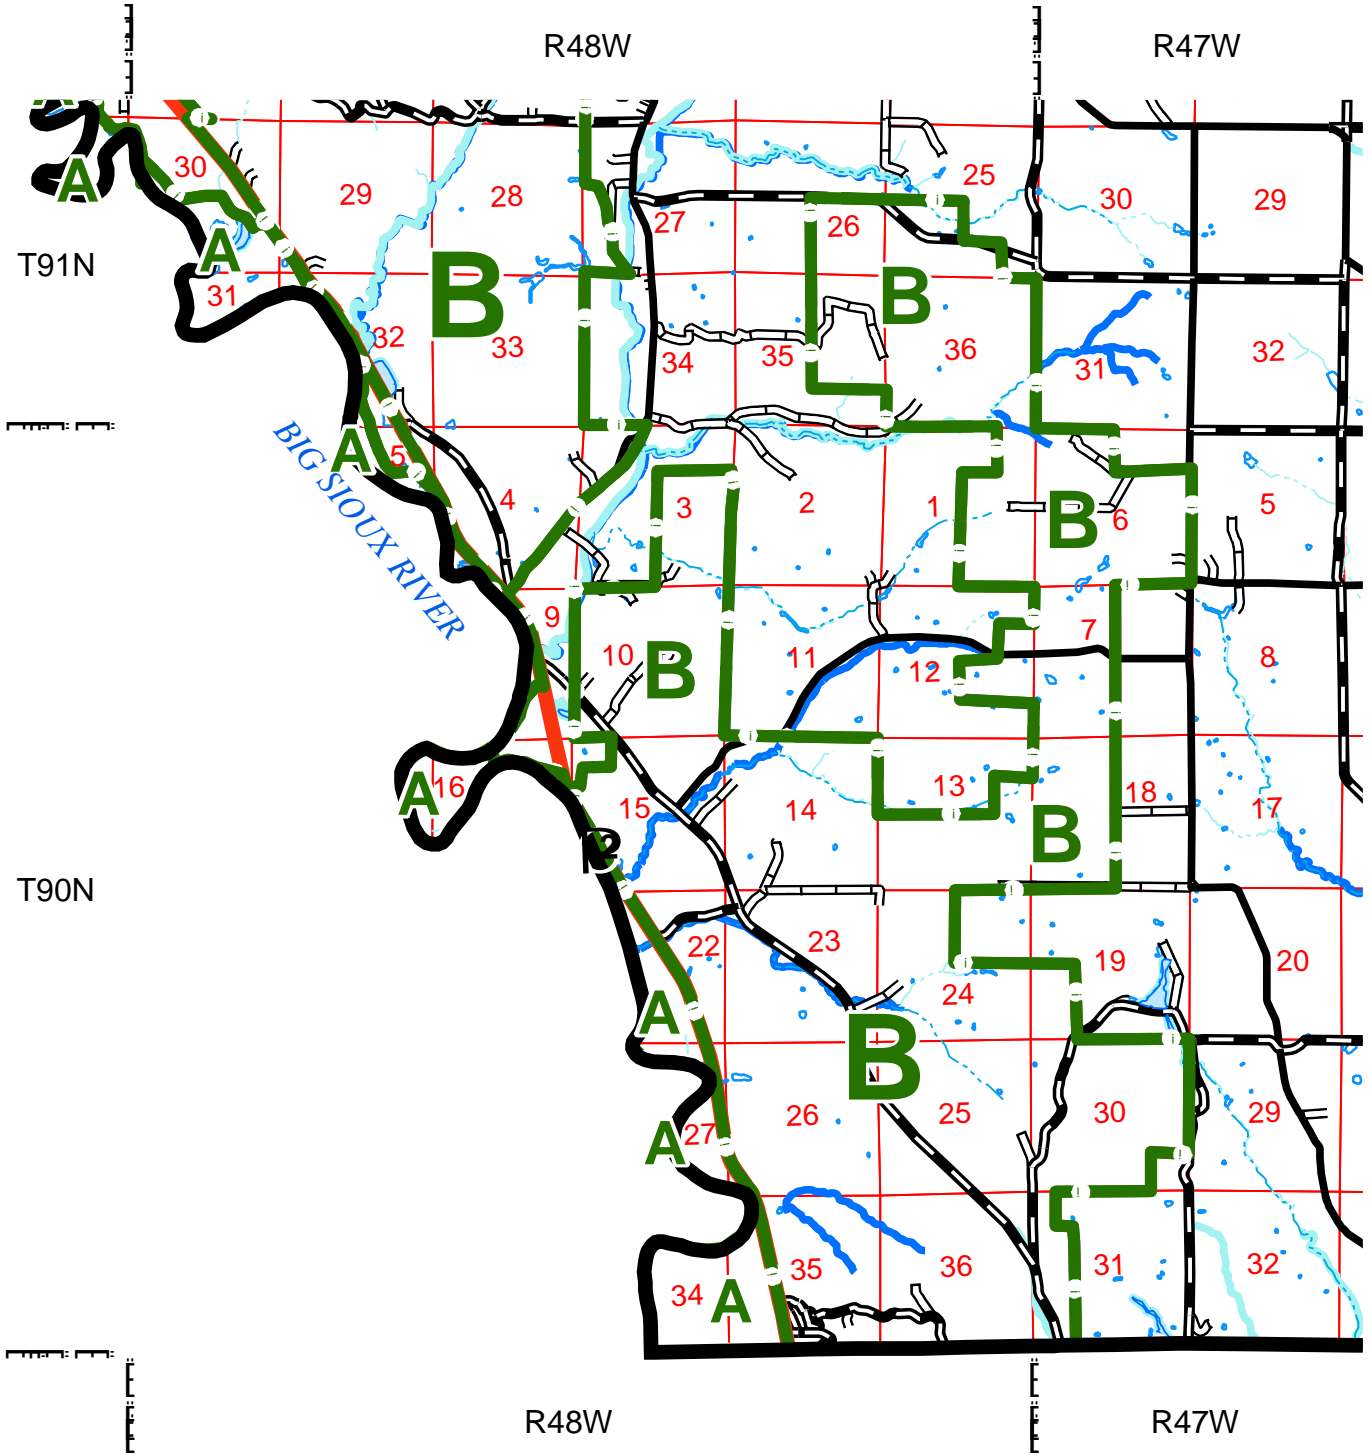 R48W R47W
A
30 29 28 25 30 29
A 27 26
T91N A B B
31 32 33 34 35 36 31 32
BIG SIOUX RIVER
A 5 4 3 2 1 B 6 5
9 10 B 11 12 7 8
A 16 15 14 13 B 18 17
T90N
22 23 24 19 20
A B
26 25 30 29
A 27
34 A 35 36 31 32
R48W R47W